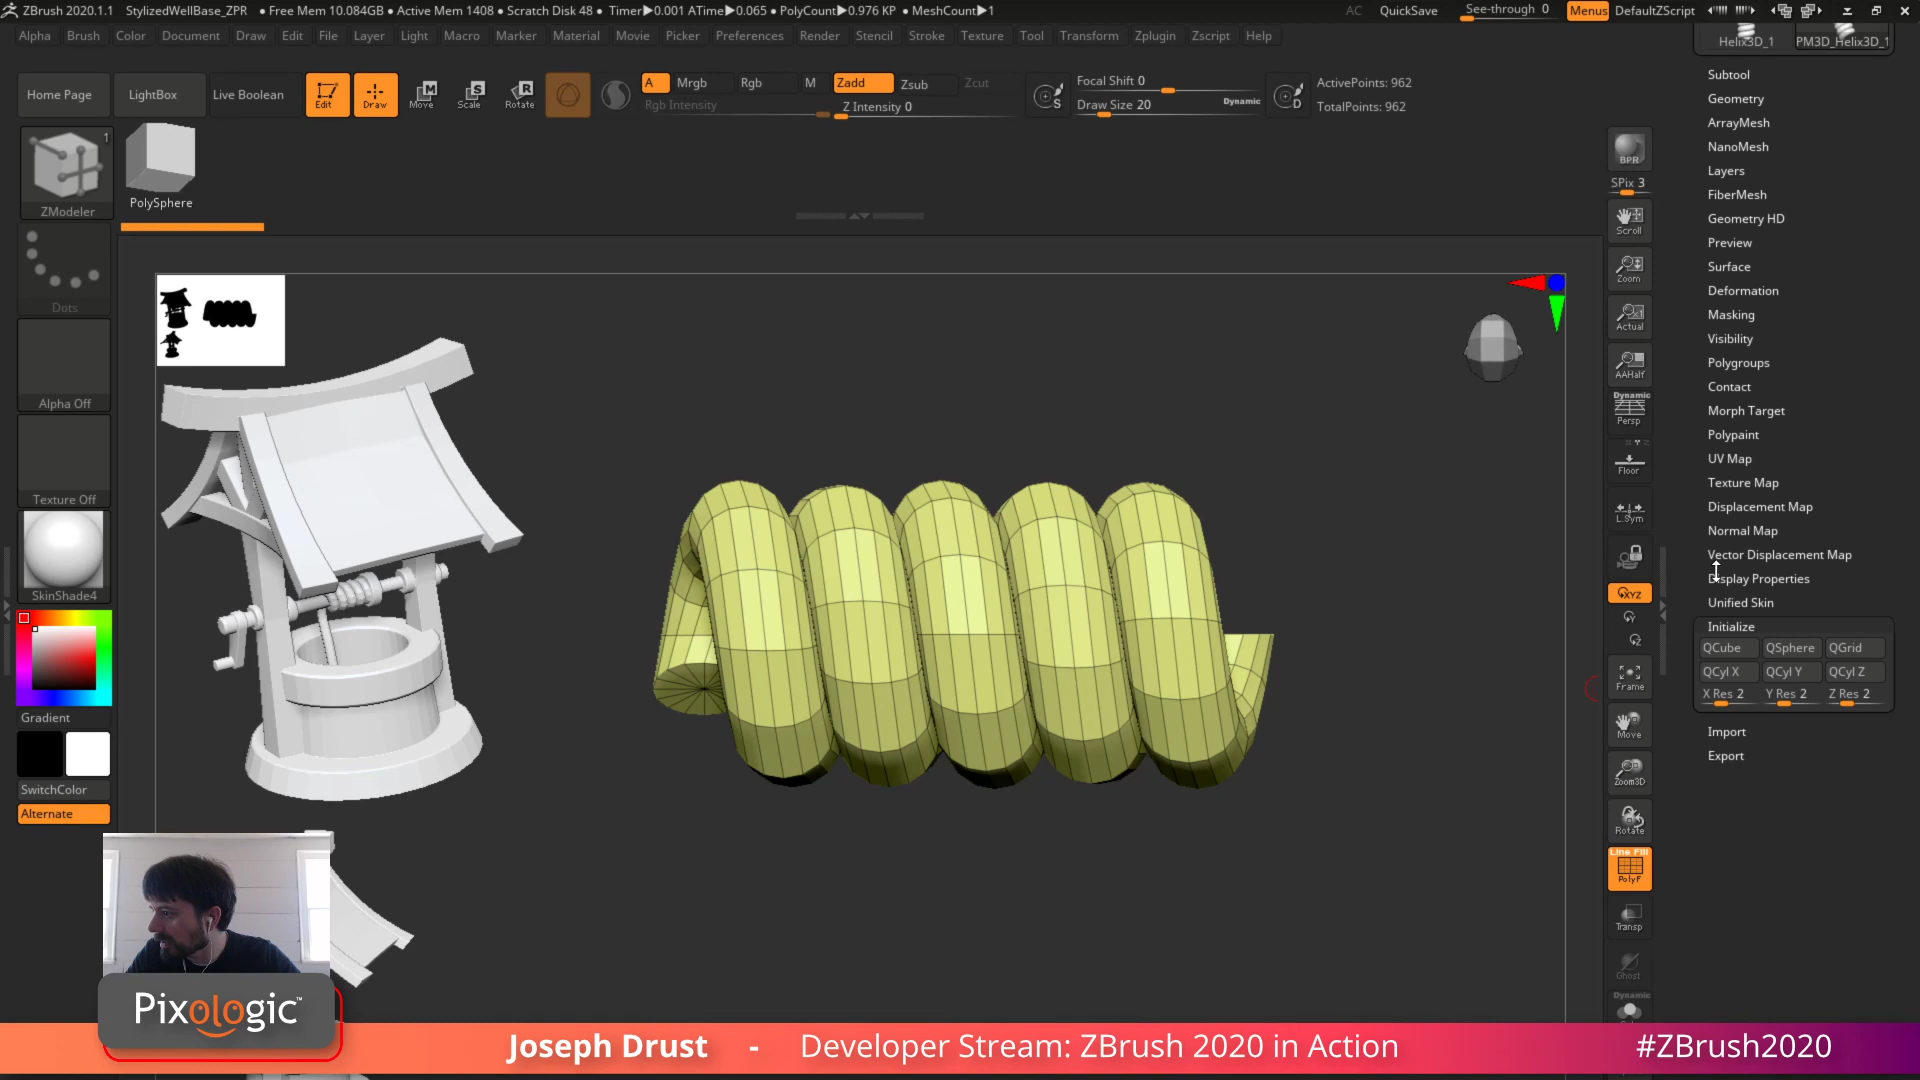 ZBrush 2020.1.1 StylizedWellBase_ZPR • Free Mem 10.084GB • Active Mem 1408 • Scratch Disk 48 • Timer▶0.001 ATime▶0.065 • PolyCount▶0.976 KP • MeshCount▶1 AC QuickSave See-through 0 Menus DefaultZScript
Alpha Brush Color Document Draw Edit File Layer Light Macro Marker Material Movie Picker Preferences Render Stencil Stroke Texture Tool Transform Zplugin Zscript Help
Home Page LightBox Live Boolean Edit Draw Move Scale Rotate
A Mrgb Rgb M Zadd Zsub Zcut
Rgb Intensity Z Intensity 0
Focal Shift 0
Draw Size 20 Dynamic
ActivePoints: 962
TotalPoints: 962
1
ZModeler
PolySphere
Dots
Alpha Off
Texture Off
SkinShade4
Gradient
SwitchColor
Alternate
BPR
SPix 3
Scroll
Zoom
Actual
AAHalf
Dynamic
Persp
Floor
L.Sym
XYZ
Frame
Move
Zoom3D
Rotate
Line Fill
PolyF
Transp
Ghost
Dynamic
Helix3D_1 PM3D_Helix3D_1
Subtool
Geometry
ArrayMesh
NanoMesh
Layers
FiberMesh
Geometry HD
Preview
Surface
Deformation
Masking
Visibility
Polygroups
Contact
Morph Target
Polypaint
UV Map
Texture Map
Displacement Map
Normal Map
Vector Displacement Map
Display Properties
Unified Skin
Initialize
QCube QSphere QGrid
QCyl X QCyl Y QCyl Z
X Res 2 Y Res 2 Z Res 2
Import
Export
Pixologic™
Joseph Drust - Developer Stream: ZBrush 2020 in Action #ZBrush2020